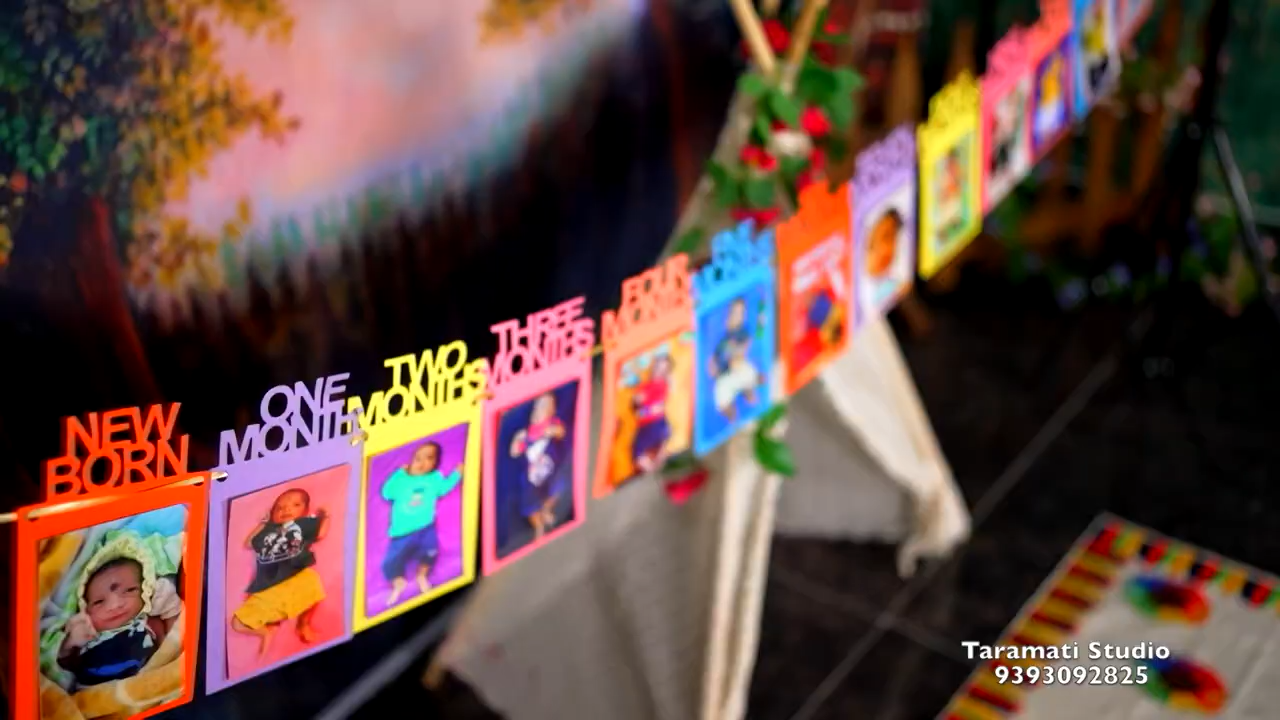 NEW
BORN
ONE
MONTH
TWO
MONTHS
THREE
MONTHS
FOUR
MONTHS
Taramati Studio
9393092825